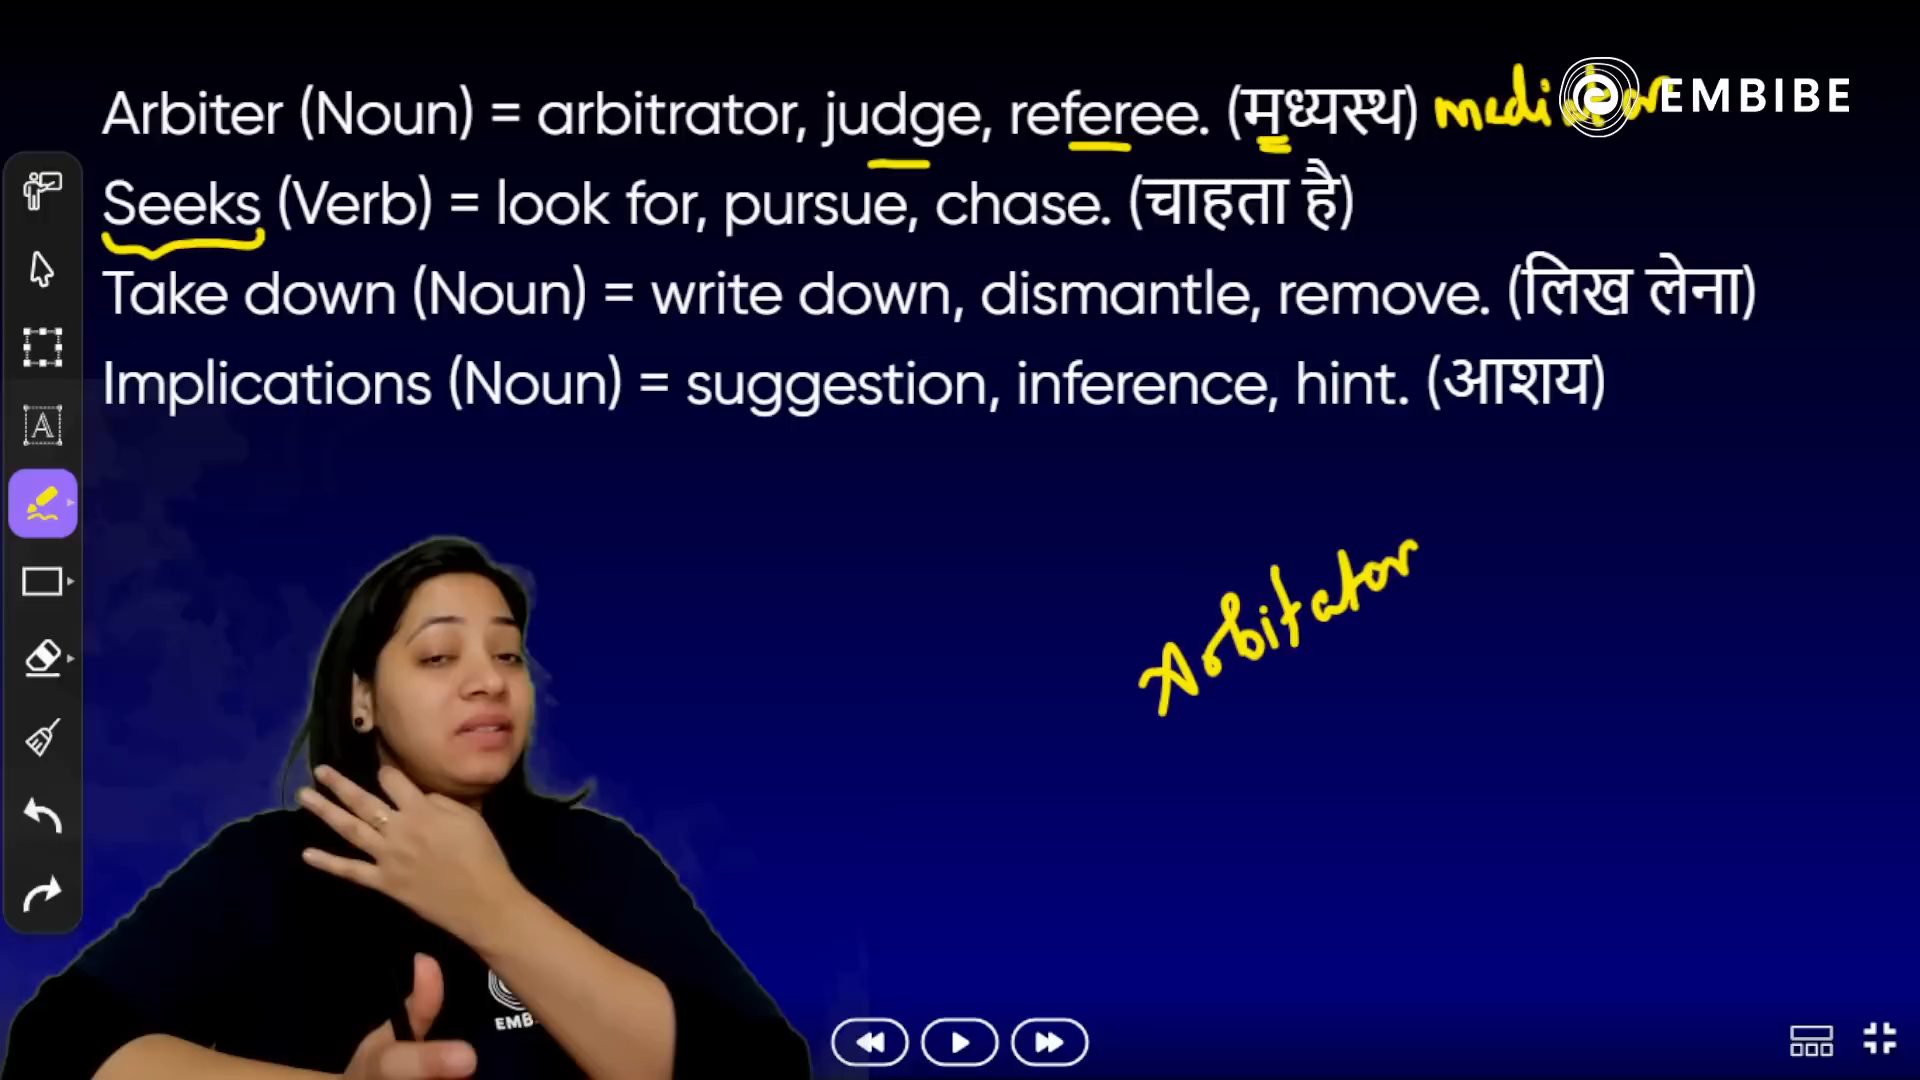 Arbiter (Noun) = arbitrator, judge, referee. (मध्यस्थ)
EMBIBE
Seeks (Verb) = look for, pursue, chase. (चाहता है)
Take down (Noun) = write down, dismantle, remove. (लिख लेना)
Implications (Noun) = suggestion, inference, hint. (आशय)
Arbitator